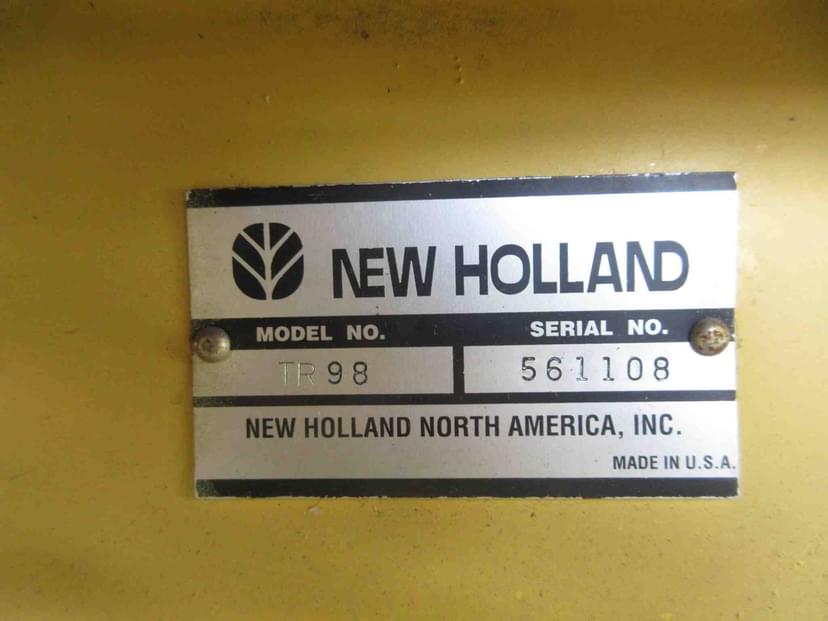 NEW HOLLAND
MODEL NO. SERIAL NO.
TR98 561108
NEW HOLLAND NORTH AMERICA, INC.
MADE IN U.S.A.